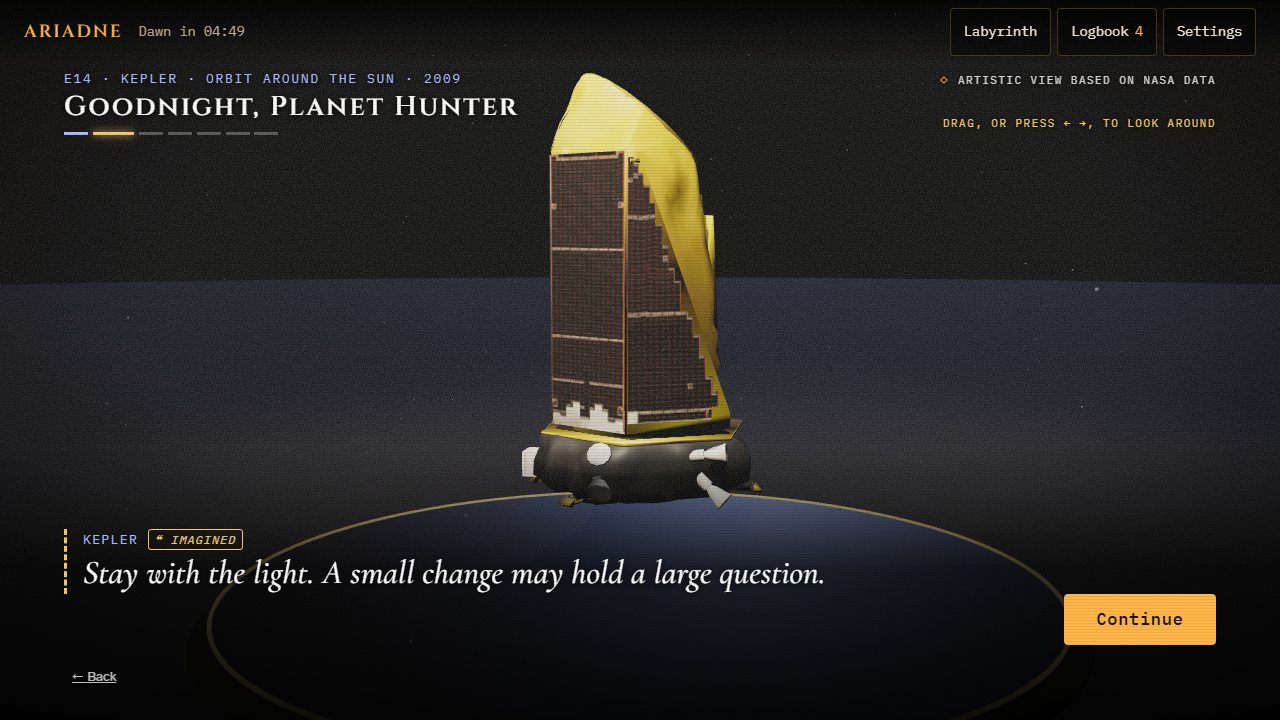 ARIADNE Dawn in 04:49 Labyrinth Logbook 4 Settings
E14 · KEPLER · ORBIT AROUND THE SUN · 2009
◇ ARTISTIC VIEW BASED ON NASA DATA
GOODNIGHT, PLANET HUNTER
DRAG, OR PRESS ← →, TO LOOK AROUND
KEPLER ❝ IMAGINED
Stay with the light. A small change may hold a large question.
Continue
← Back